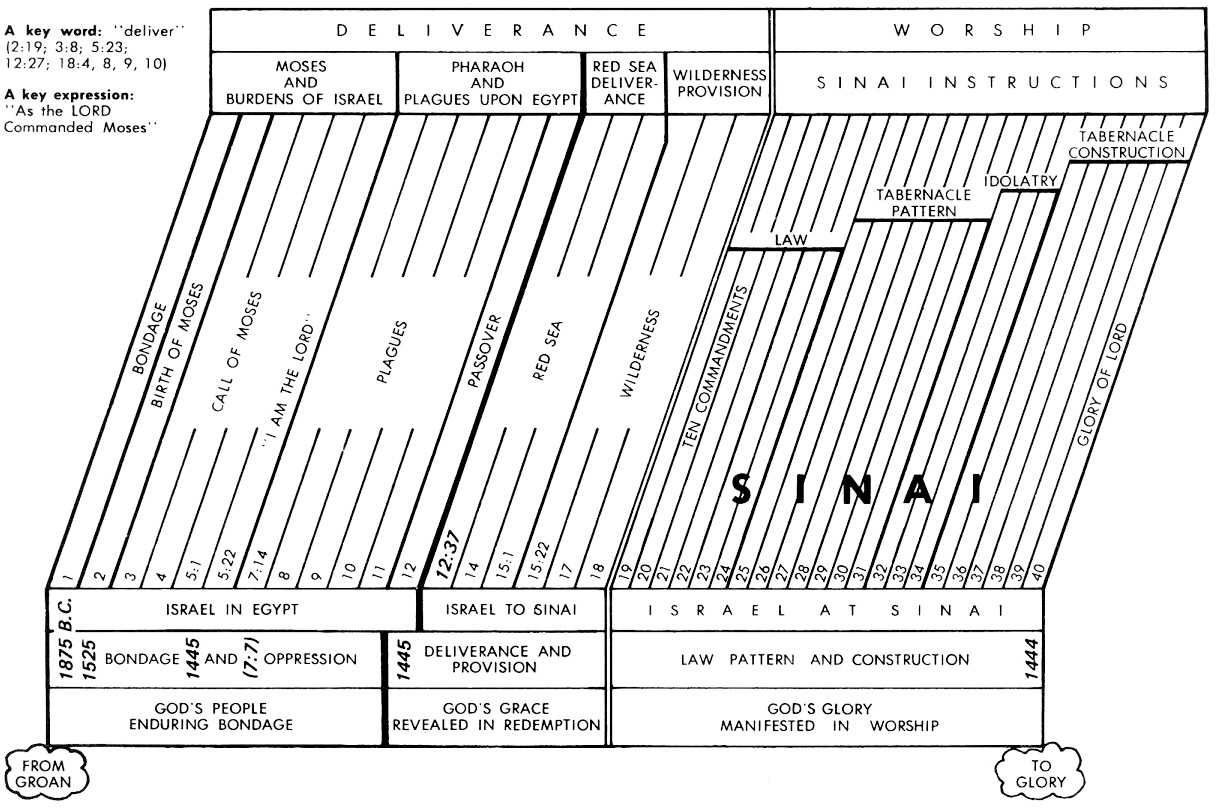 A key word: "deliver"
(2:19; 3:8; 5:23;
12:27; 18:4, 8, 9, 10)
A key expression:
"As the LORD
Commanded Moses"
DELIVERANCE
WORSHIP
MOSES
AND
BURDENS OF ISRAEL
PHARAOH
AND
PLAGUES UPON EGYPT
RED SEA
DELIVER-
ANCE
WILDERNESS
PROVISION
SINAI INSTRUCTIONS
TABERNACLE
CONSTRUCTION
IDOLATRY
TABERNACLE
PATTERN
LAW
BONDAGE
BIRTH OF MOSES
CALL OF MOSES
"I AM THE LORD"
PLAGUES
PASSOVER
RED SEA
WILDERNESS
TEN COMMANDMENTS
GLORY OF LORD
SINAI
1
2
3
4
5:1
5:22
7:14
8
9
10
11
12
12:37
14
15:1
15:22
17
18
19
20
21
22
23
24
25
26
27
28
29
30
31
32
33
34
35
36
37
38
39
40
ISRAEL IN EGYPT
ISRAEL TO SINAI
ISRAEL AT SINAI
1875 B.C.
1525
BONDAGE AND OPPRESSION
1445
(7:7)
1445
DELIVERANCE AND
PROVISION
LAW PATTERN AND CONSTRUCTION
1444
GOD'S PEOPLE
ENDURING BONDAGE
GOD'S GRACE
REVEALED IN REDEMPTION
GOD'S GLORY
MANIFESTED IN WORSHIP
FROM
GROAN
TO
GLORY